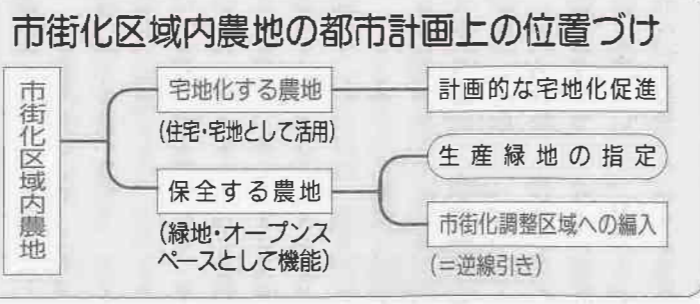 市街化区域内農地の都市計画上の位置づけ
市街化区域内農地
宅地化する農地
(住宅・宅地として活用)
計画的な宅地化促進
保全する農地
(緑地・オープンス
ペースとして機能)
生産緑地の指定
市街化調整区域への編入
(=逆線引き)